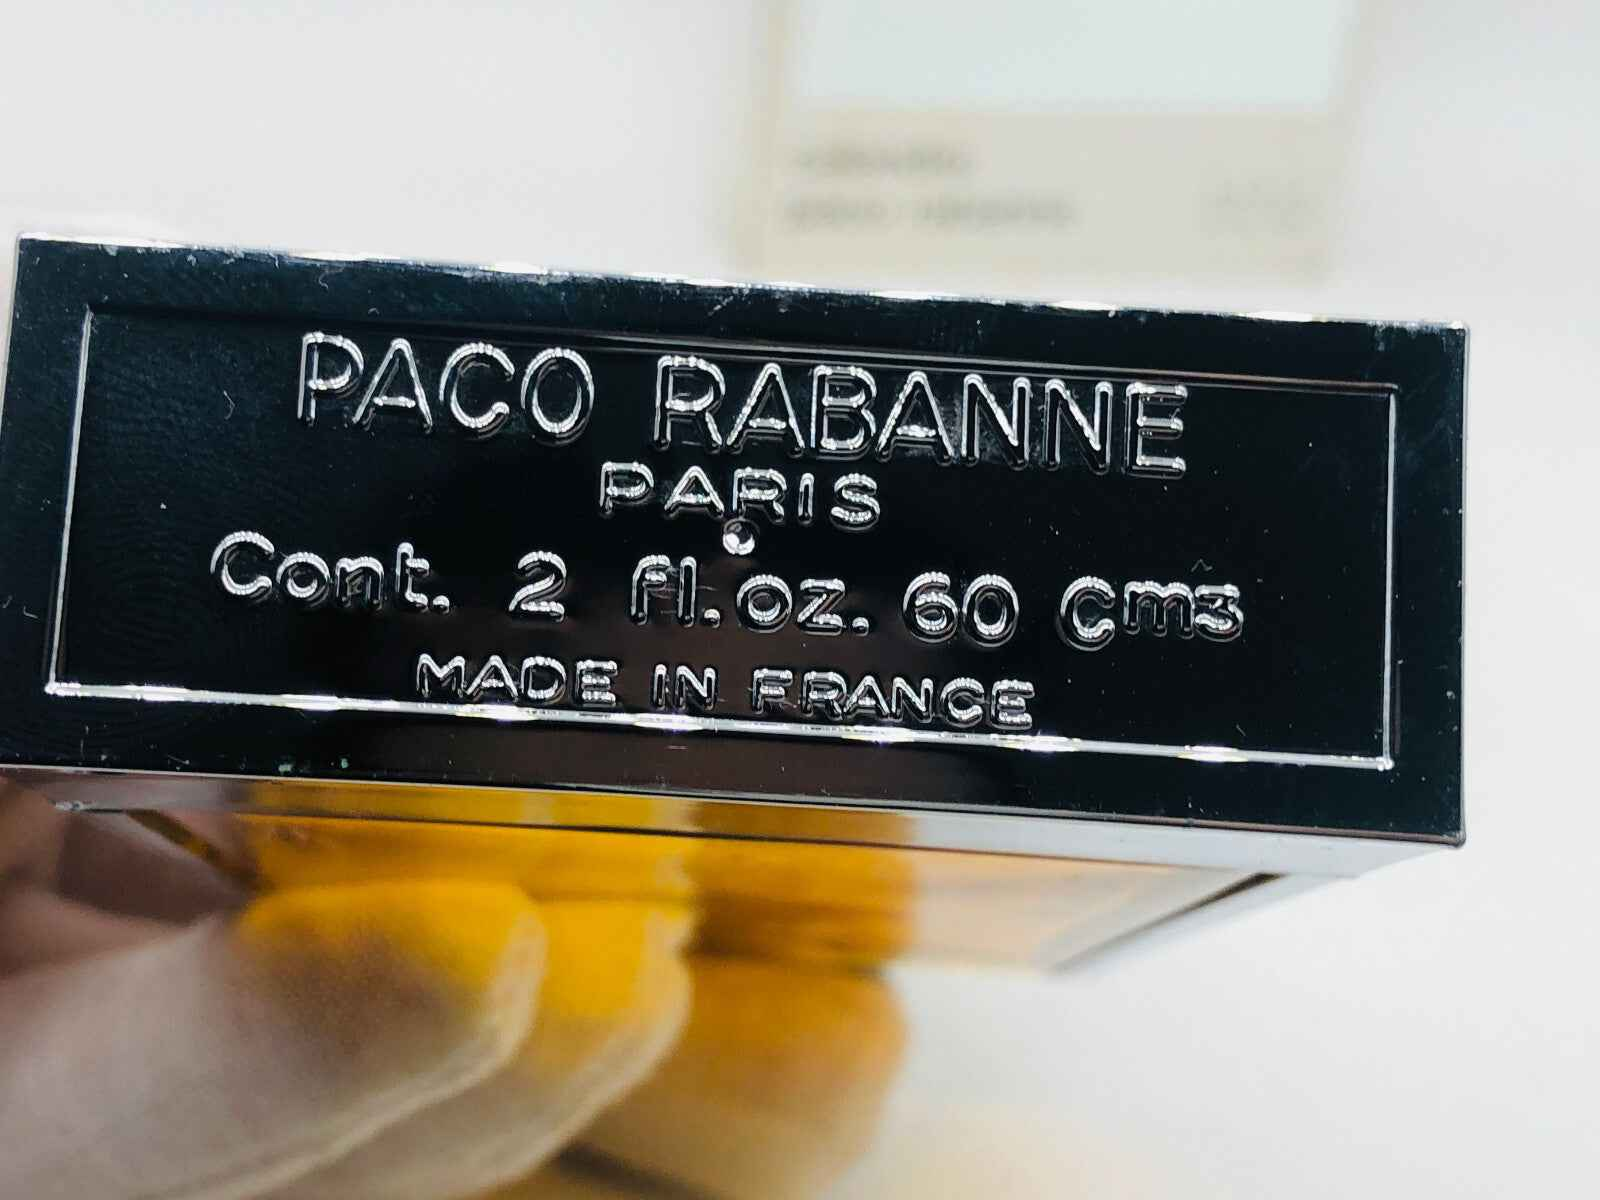 PACO RABANNE
PARIS
Cont. 2 fl.oz. 60 Cm3
MADE IN FRANCE